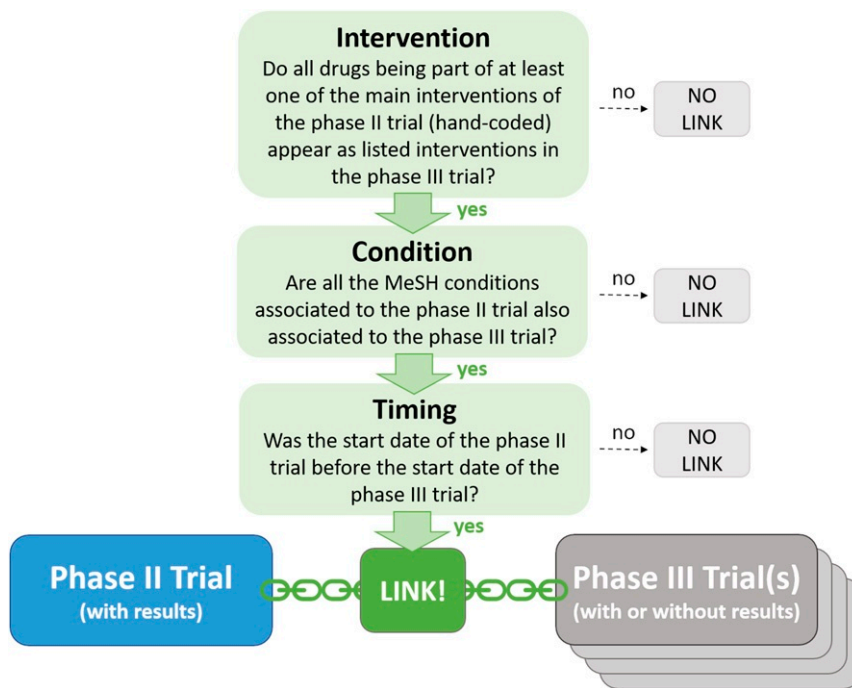 Intervention
Do all drugs being part of at least
one of the main interventions of
the phase II trial (hand-coded)
appear as listed interventions in
the phase III trial?
no
NO
LINK
yes
Condition
Are all the MeSH conditions
associated to the phase II trial also
associated to the phase III trial?
no
NO
LINK
yes
Timing
Was the start date of the phase II
trial before the start date of the
phase III trial?
no
NO
LINK
yes
Phase II Trial
(with results)
LINK!
Phase III Trial(s)
(with or without results)